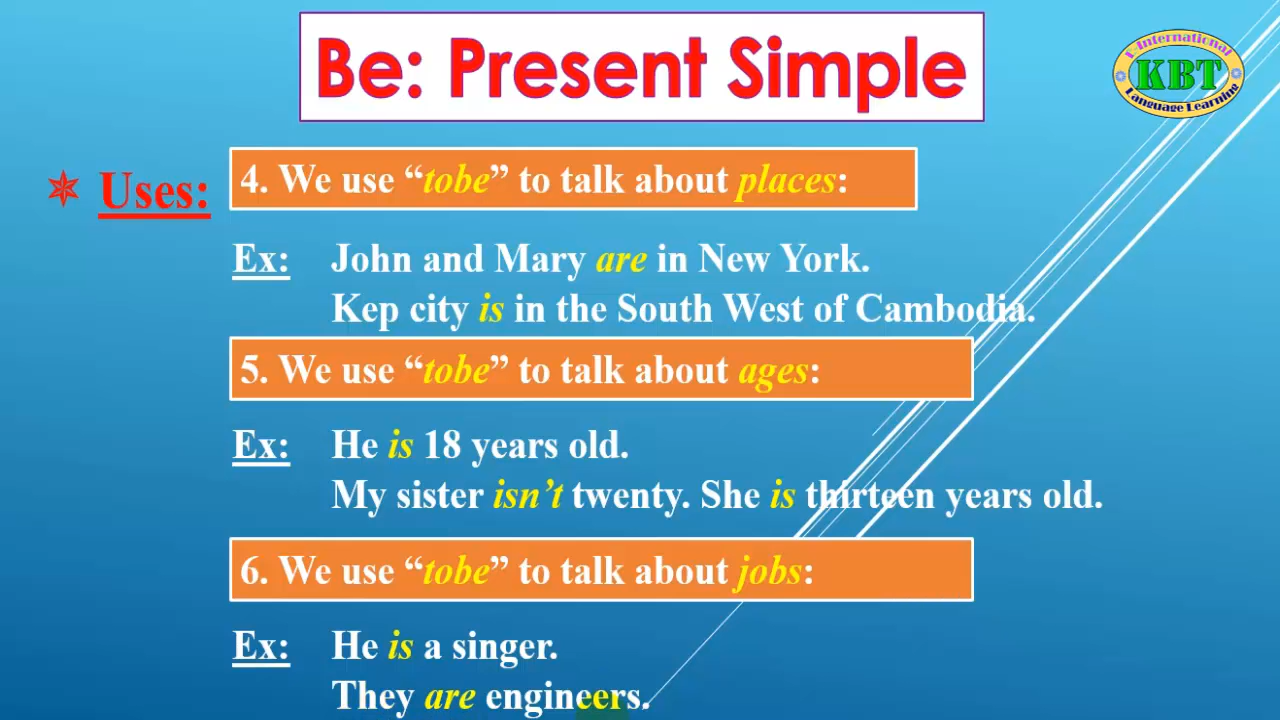 Be: Present Simple
X-International
KBT
Language Learning
Uses:
4. We use “tobe” to talk about places:
Ex: John and Mary are in New York.
Kep city is in the South West of Cambodia.
5. We use “tobe” to talk about ages:
Ex: He is 18 years old.
My sister isn’t twenty. She is thirteen years old.
6. We use “tobe” to talk about jobs:
Ex: He is a singer.
They are engineers.